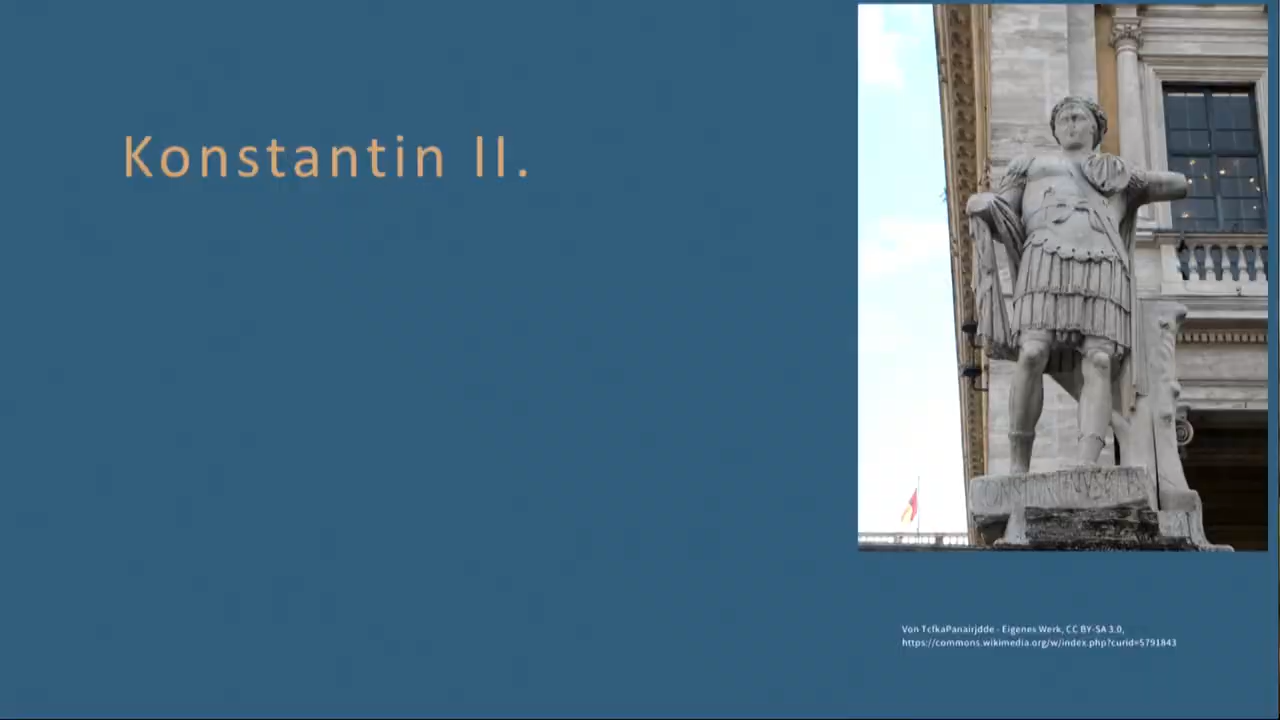 Konstantin II.
Von TcfkaPanairjdde - Eigenes Werk, CC BY-SA 3.0,
https://commons.wikimedia.org/w/index.php?curid=5791843